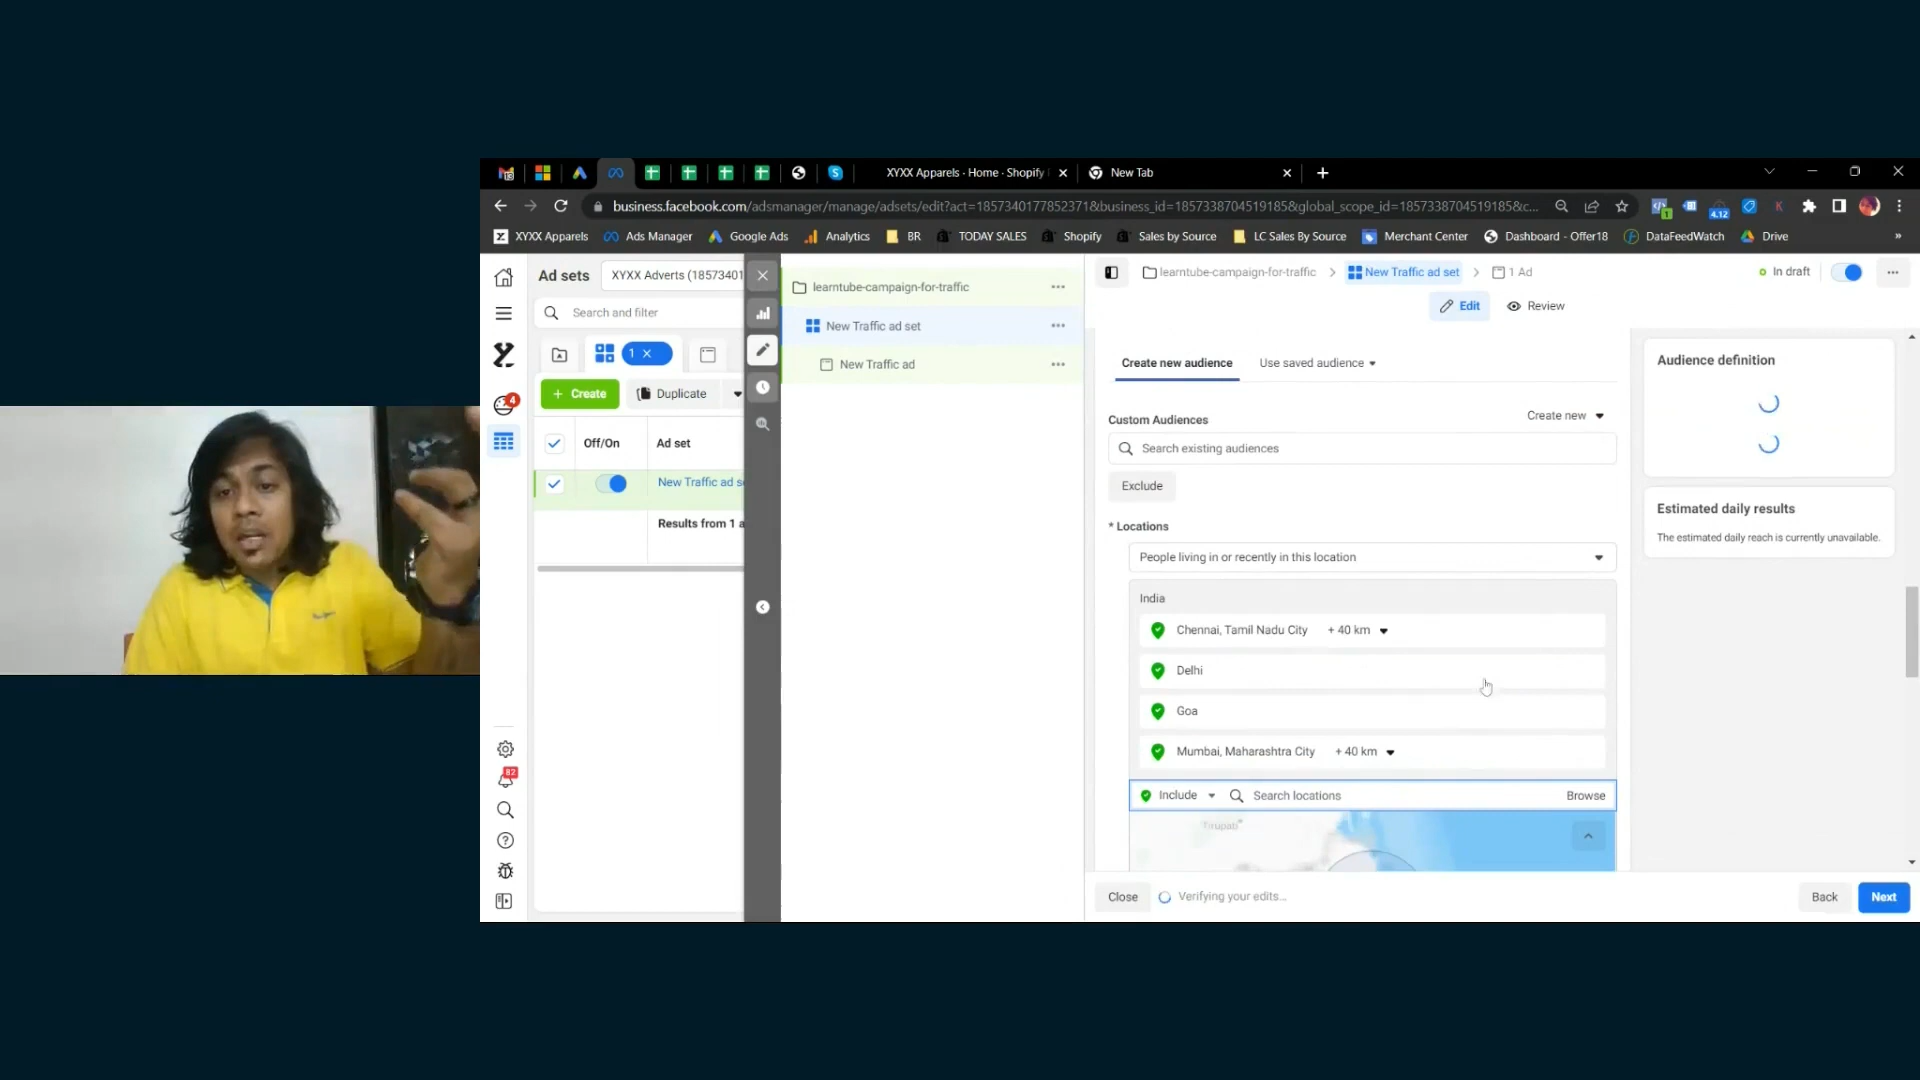 XYXX Apparels · Home · Shopify
New Tab
business.facebook.com/adsmanager/manage/adsets/edit?act=1857340177852371&business_id=1857338704519185&global_scope_id=1857338704519185&c...
1
4.12
K
XYXX Apparels
Ads Manager
Google Ads
Analytics
BR
TODAY SALES
Shopify
Sales by Source
LC Sales By Source
Merchant Center
Dashboard - Offer18
DataFeedWatch
Drive
»
Ad sets
XYXX Adverts (18573401
learntube-campaign-for-traffic
New Traffic ad set
1 Ad
In draft
learntube-campaign-for-traffic
Search and filter
Edit
Review
New Traffic ad set
1
New Traffic ad
Create new audience
Use saved audience
Audience definition
+ Create
Duplicate
4
Custom Audiences
Create new
Off/On
Ad set
Search existing audiences
New Traffic ad s
Exclude
Results from 1 a
Estimated daily results
The estimated daily reach is currently unavailable.
* Locations
People living in or recently in this location
India
Chennai, Tamil Nadu City + 40 km
Delhi
Goa
Mumbai, Maharashtra City + 40 km
82
Include
Search locations
Browse
Close
Verifying your edits...
Back
Next